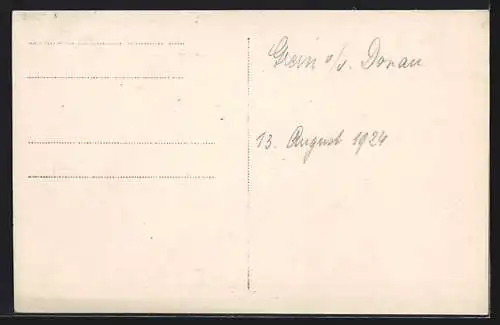 Grein a/d. Donau
13. August 1924